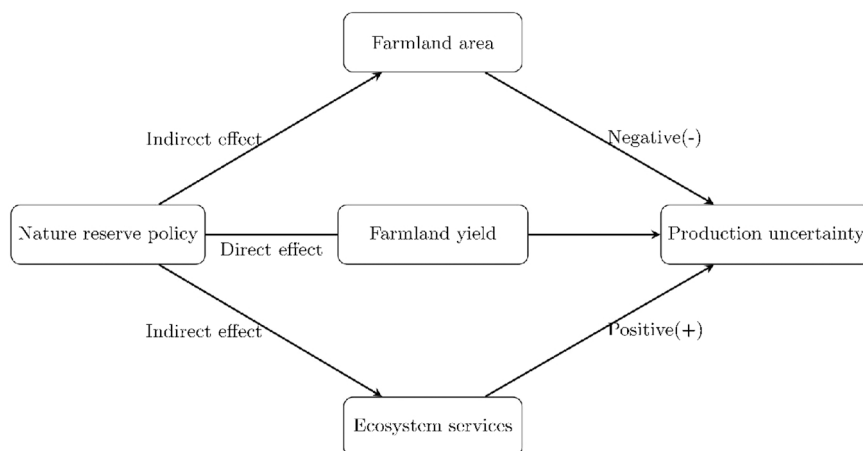 Farmland area
Indirect effect
Negative(-)
Nature reserve policy
Direct effect
Farmland yield
Production uncertainty
Indirect effect
Positive(+)
Ecosystem services